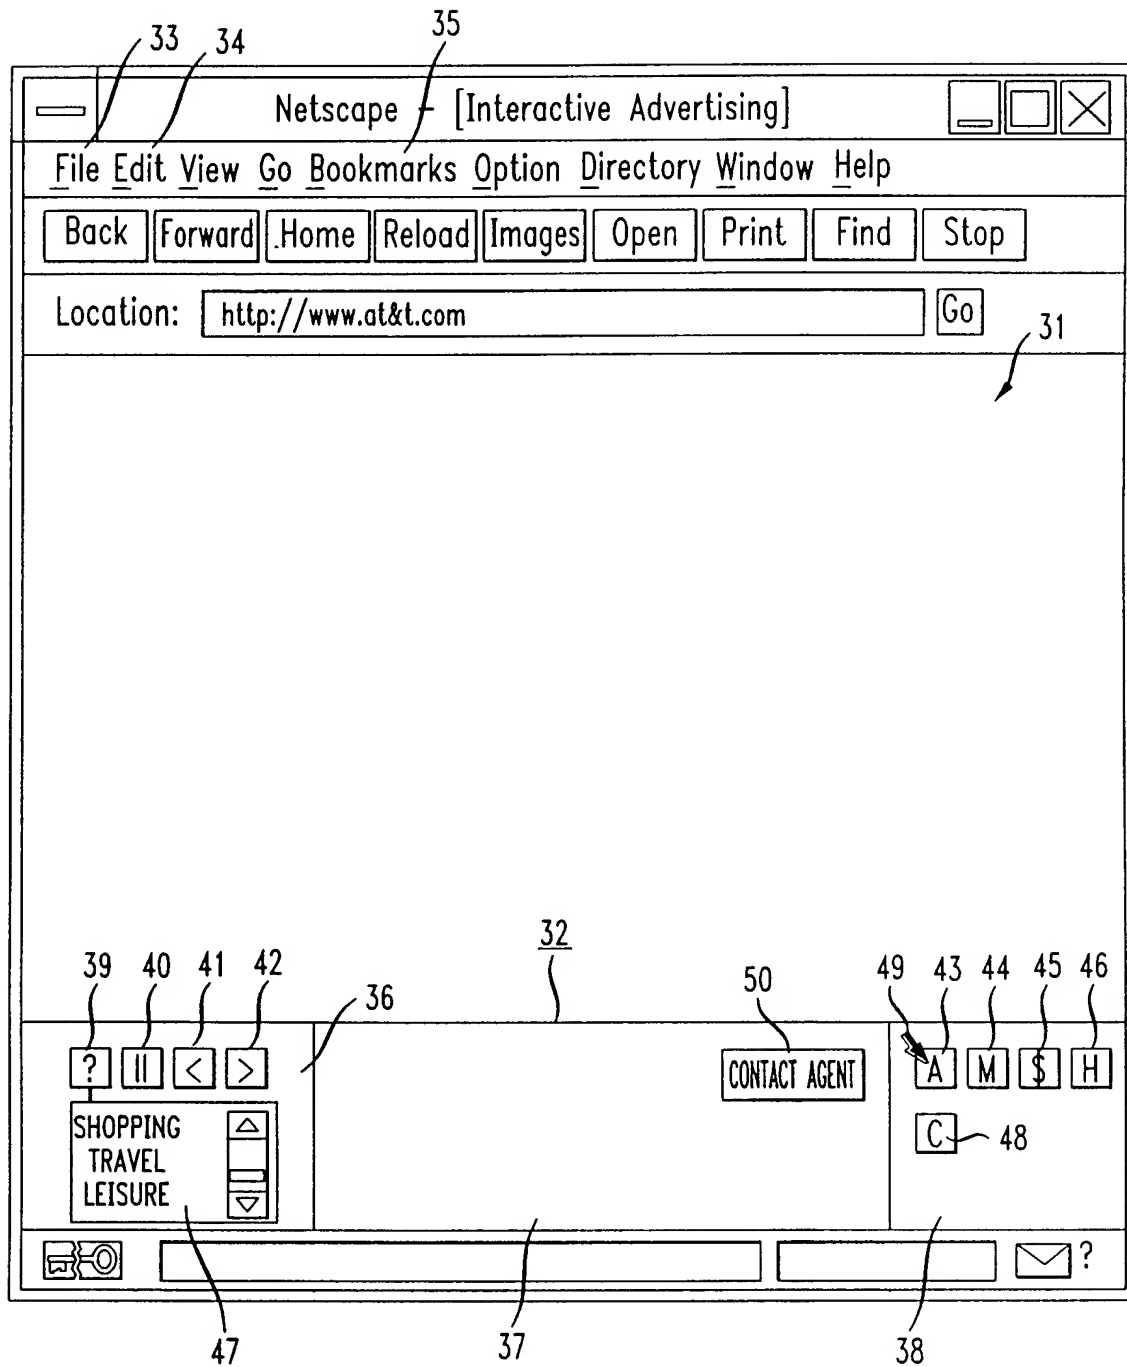 33 34 35
Netscape - [Interactive Advertising]
File Edit View Go Bookmarks Option Directory Window Help
Back Forward .Home Reload Images Open Print Find Stop
Location: http://www.at&t.com Go
31
32
39 40 41 42 36 50 49 43 44 45 46
? || < > CONTACT AGENT A M $ H
SHOPPING
TRAVEL
LEISURE
C 48
?
47 37 38